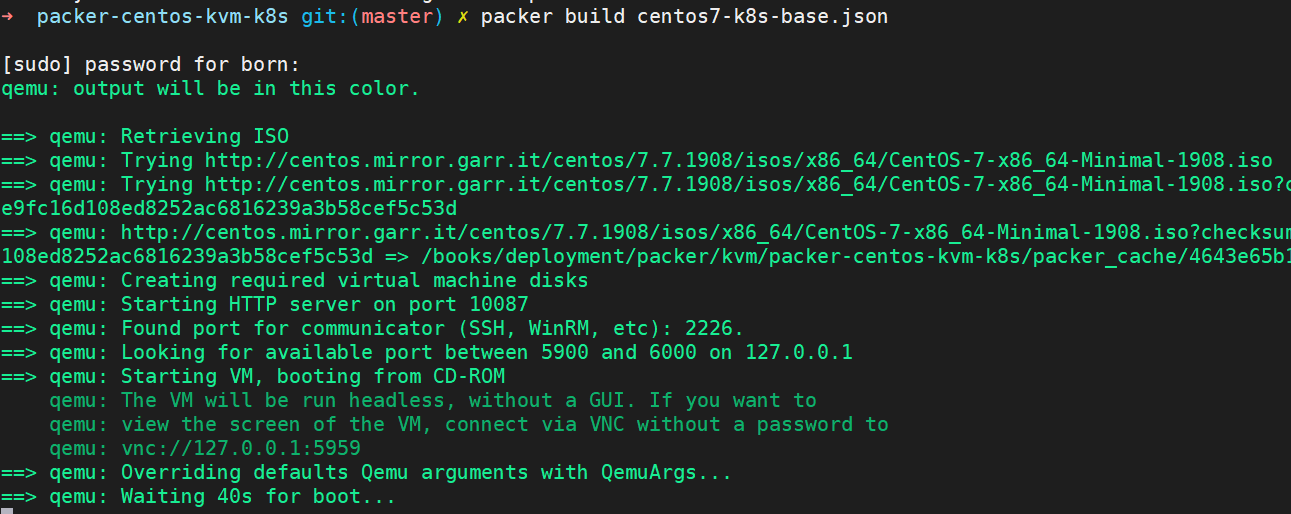 → packer-centos-kvm-k8s git:(master) ✗ packer build centos7-k8s-base.json
[sudo] password for born:
qemu: output will be in this color.
==> qemu: Retrieving ISO
==> qemu: Trying http://centos.mirror.garr.it/centos/7.7.1908/isos/x86_64/CentOS-7-x86_64-Minimal-1908.iso
==> qemu: Trying http://centos.mirror.garr.it/centos/7.7.1908/isos/x86_64/CentOS-7-x86_64-Minimal-1908.iso?c
e9fc16d108ed8252ac6816239a3b58cef5c53d
==> qemu: http://centos.mirror.garr.it/centos/7.7.1908/isos/x86_64/CentOS-7-x86_64-Minimal-1908.iso?checksum
108ed8252ac6816239a3b58cef5c53d => /books/deployment/packer/kvm/packer-centos-kvm-k8s/packer_cache/4643e65b1
==> qemu: Creating required virtual machine disks
==> qemu: Starting HTTP server on port 10087
==> qemu: Found port for communicator (SSH, WinRM, etc): 2226.
==> qemu: Looking for available port between 5900 and 6000 on 127.0.0.1
==> qemu: Starting VM, booting from CD-ROM
qemu: The VM will be run headless, without a GUI. If you want to
qemu: view the screen of the VM, connect via VNC without a password to
qemu: vnc://127.0.0.1:5959
==> qemu: Overriding defaults Qemu arguments with QemuArgs...
==> qemu: Waiting 40s for boot...